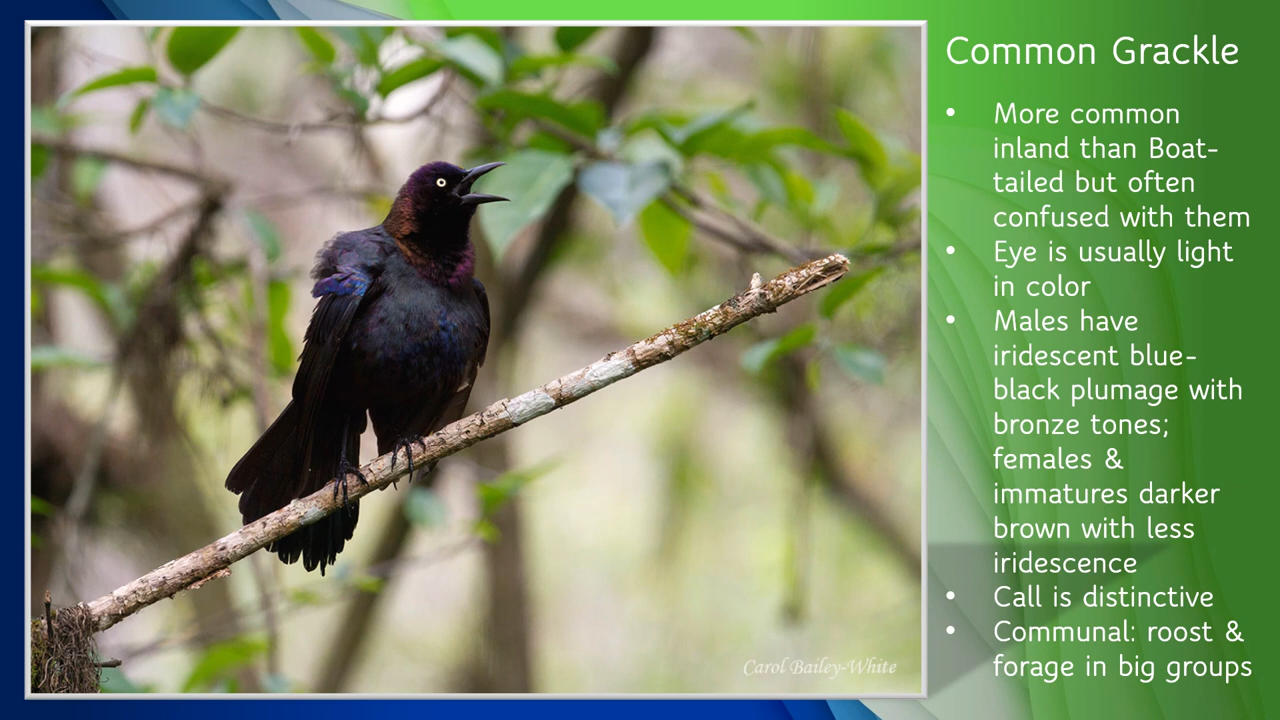 Common Grackle
• More common
inland than Boat-
tailed but often
confused with them
• Eye is usually light
in color
• Males have
iridescent blue-
black plumage with
bronze tones;
females &
immatures darker
brown with less
iridescence
• Call is distinctive
• Communal: roost &
forage in big groups
Carol Bailey-White